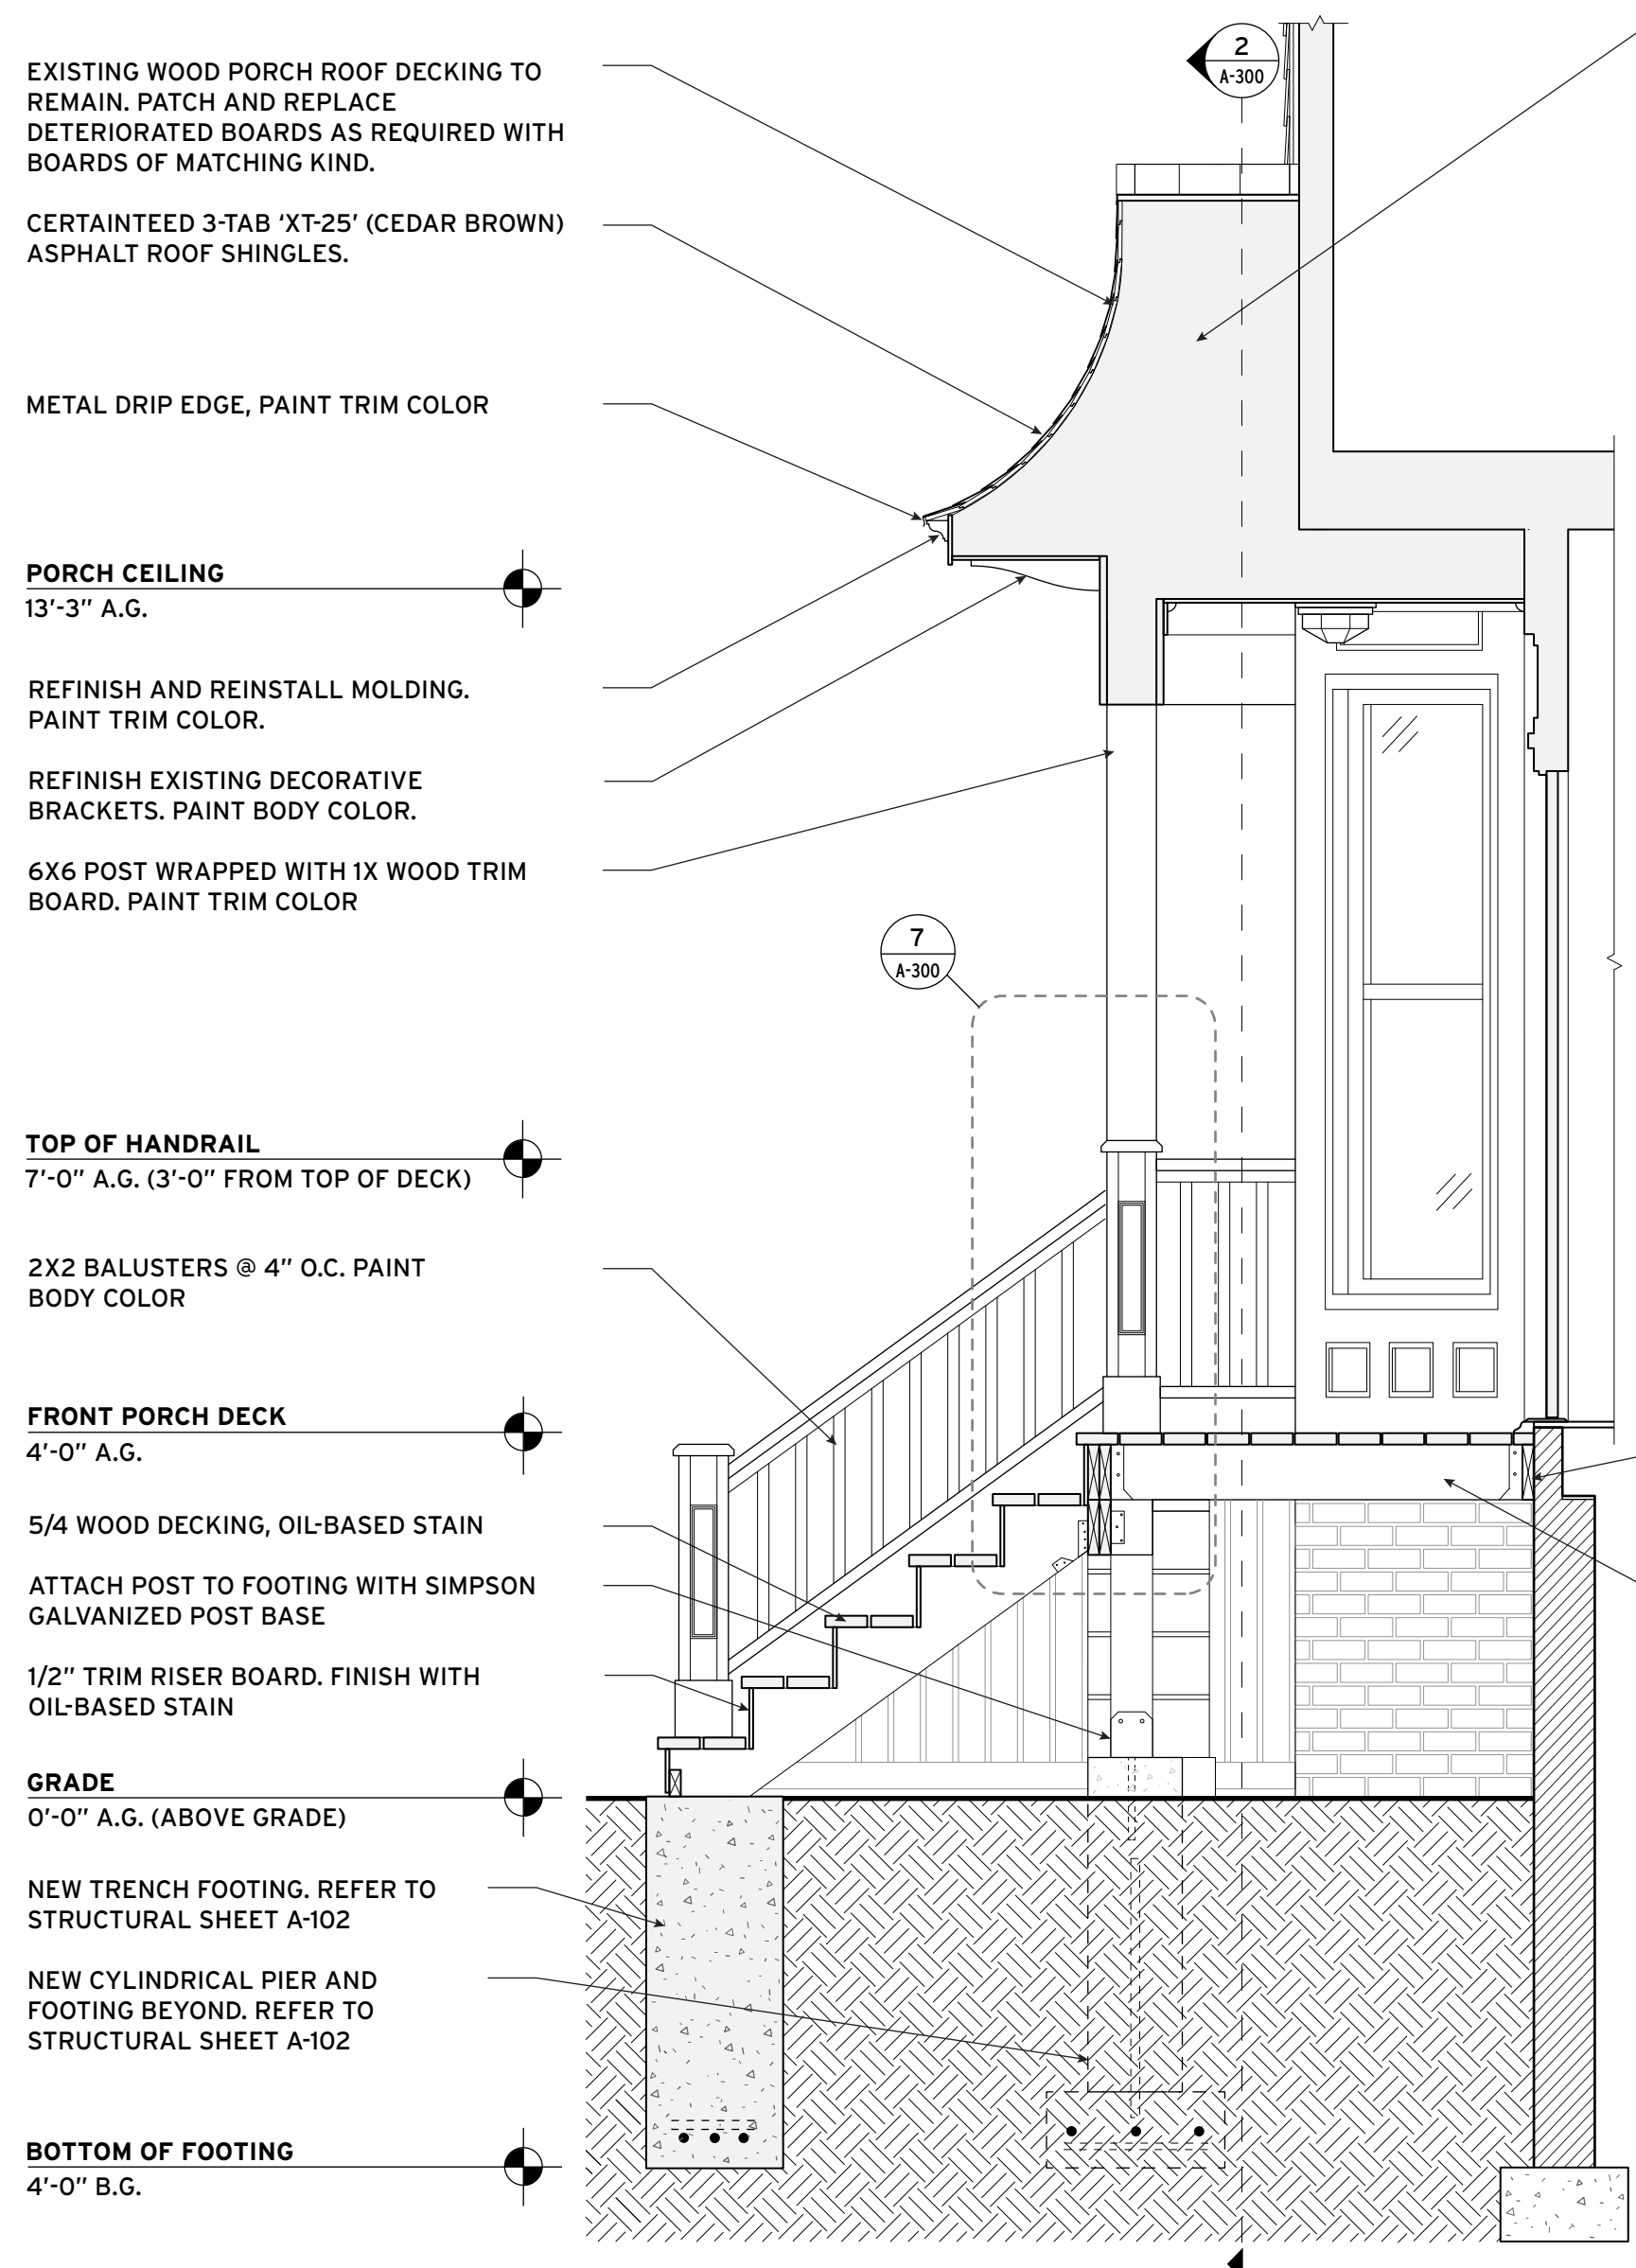 2
A-300
EXISTING WOOD PORCH ROOF DECKING TO
REMAIN. PATCH AND REPLACE
DETERIORATED BOARDS AS REQUIRED WITH
BOARDS OF MATCHING KIND.
CERTAINTEED 3-TAB ‘XT-25’ (CEDAR BROWN)
ASPHALT ROOF SHINGLES.
METAL DRIP EDGE, PAINT TRIM COLOR
PORCH CEILING
13’-3” A.G.
REFINISH AND REINSTALL MOLDING.
PAINT TRIM COLOR.
REFINISH EXISTING DECORATIVE
BRACKETS. PAINT BODY COLOR.
6X6 POST WRAPPED WITH 1X WOOD TRIM
BOARD. PAINT TRIM COLOR
7
A-300
TOP OF HANDRAIL
7’-0” A.G. (3’-0” FROM TOP OF DECK)
2X2 BALUSTERS @ 4” O.C. PAINT
BODY COLOR
FRONT PORCH DECK
4’-0” A.G.
5/4 WOOD DECKING, OIL-BASED STAIN
ATTACH POST TO FOOTING WITH SIMPSON
GALVANIZED POST BASE
1/2” TRIM RISER BOARD. FINISH WITH
OIL-BASED STAIN
GRADE
0’-0” A.G. (ABOVE GRADE)
NEW TRENCH FOOTING. REFER TO
STRUCTURAL SHEET A-102
NEW CYLINDRICAL PIER AND
FOOTING BEYOND. REFER TO
STRUCTURAL SHEET A-102
BOTTOM OF FOOTING
4’-0” B.G.